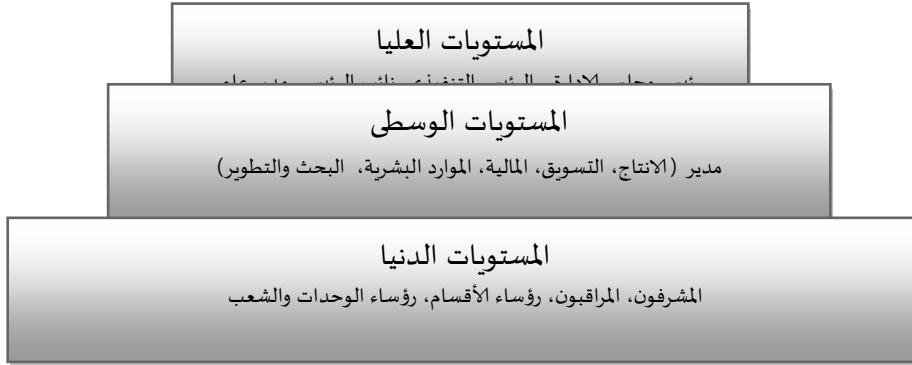 المستويات العليا
الادارة
المستويات الوسطى
مدير (الانتاج، التسويق، المالية، الموارد البشرية، البحث والتطوير)
المستويات الدنيا
المشرفون، المراقبون، رؤساء الأقسام، رؤساء الوحدات والشعب